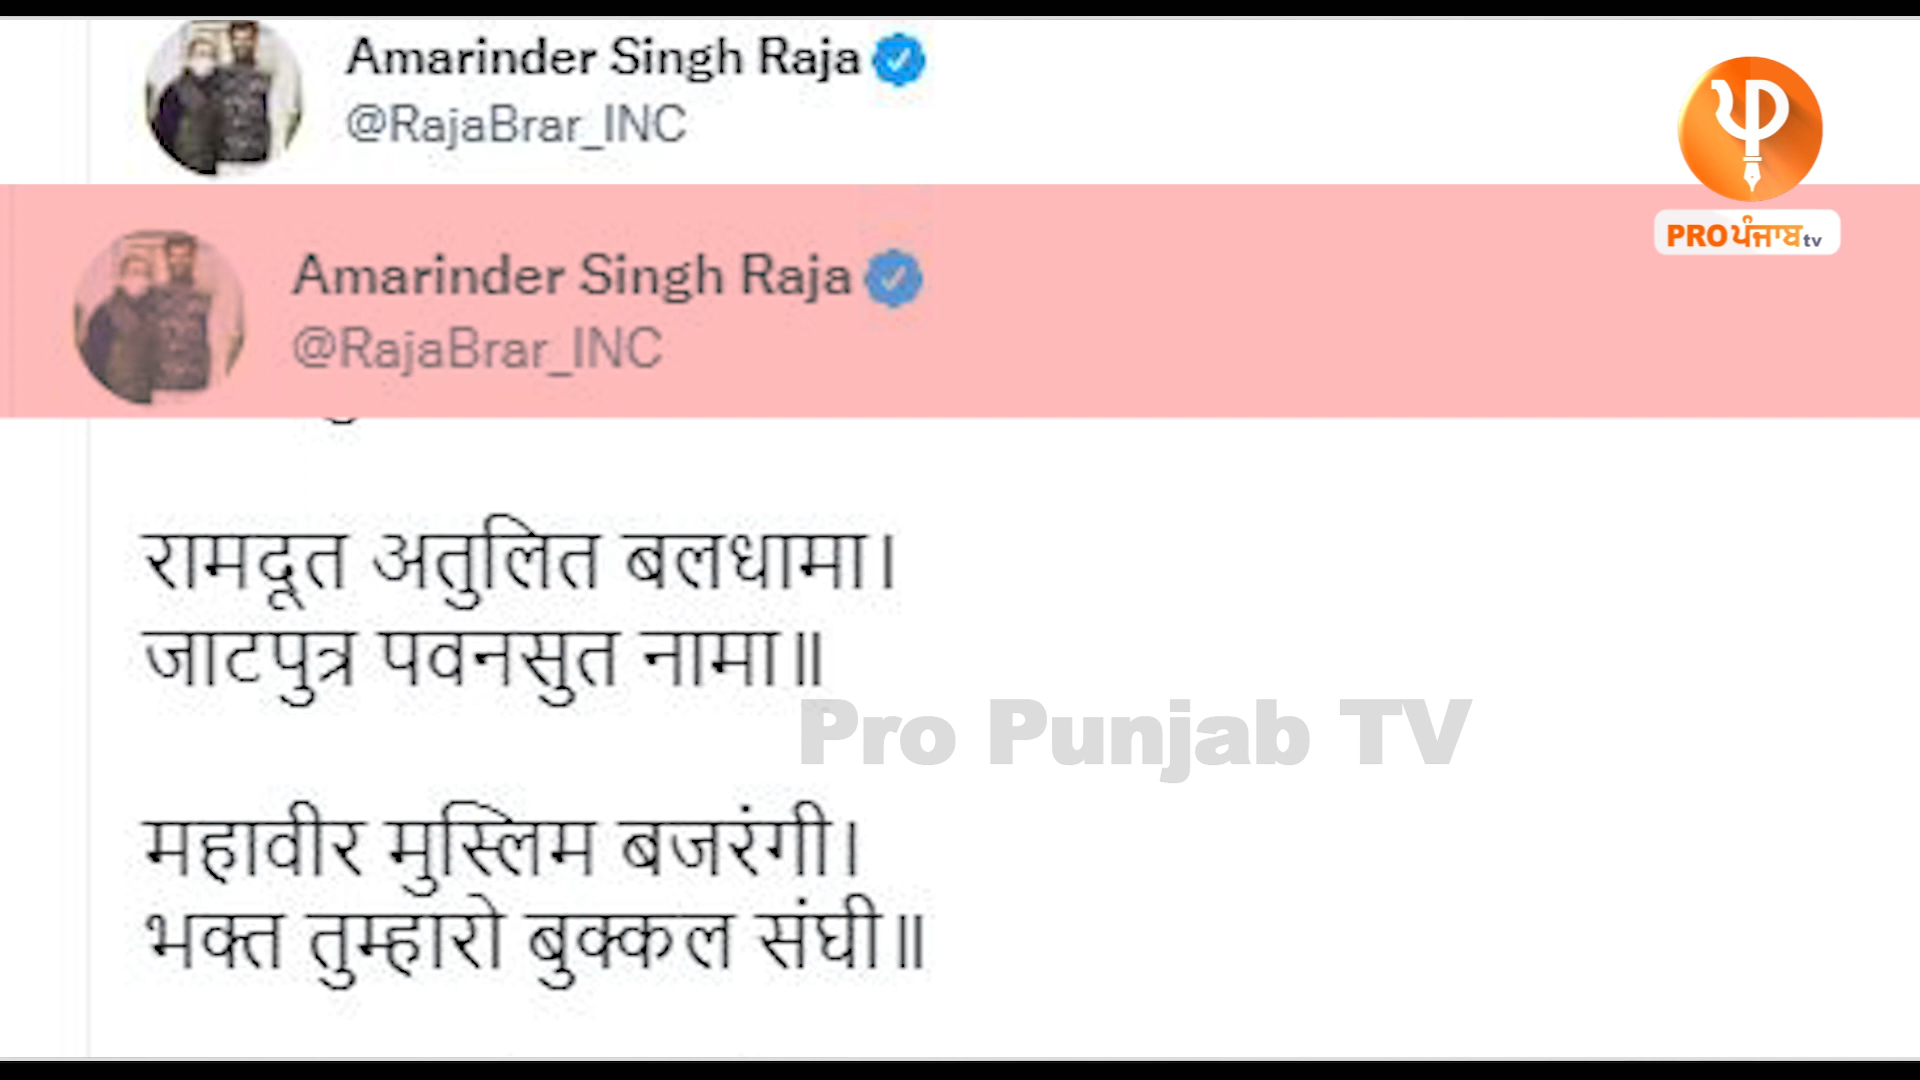 Amarinder Singh Raja
@RajaBrar_INC
PRO ਪੰਜਾਬ tv
Amarinder Singh Raja
@RajaBrar_INC
रामदूत अतुलित बलधामा।
जाटपुत्र पवनसुत नामा॥
Pro Punjab TV
महावीर मुस्लिम बजरंगी।
भक्त तुम्हारो बुक्कल संघी॥